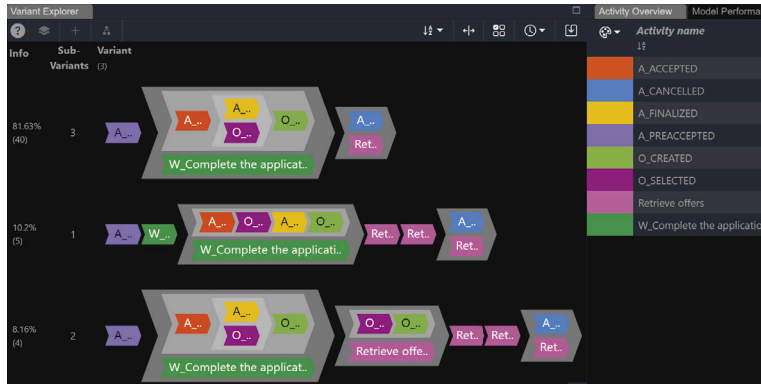 Variant Explorer
Activity Overview
Model Performa
Info
Sub-Variants
Variant
(3)
Activity name
81.63%
(40)
3
A_..
A_..
A_..
O_..
O_..
W_Complete the applicat..
A_..
Ret..
10.2%
(5)
1
A_..
W_..
A_..
O_..
A_..
O_..
W_Complete the applicati..
Ret..
Ret..
A_..
Ret..
8.16%
(4)
2
A_..
A_..
A_..
O_..
O_..
W_Complete the applicat..
O_..
O_..
Retrieve offe..
Ret..
Ret..
A_..
Ret..
A_ACCEPTED
A_CANCELLED
A_FINALIZED
A_PREACCEPTED
O_CREATED
O_SELECTED
Retrieve offers
W_Complete the applicatio